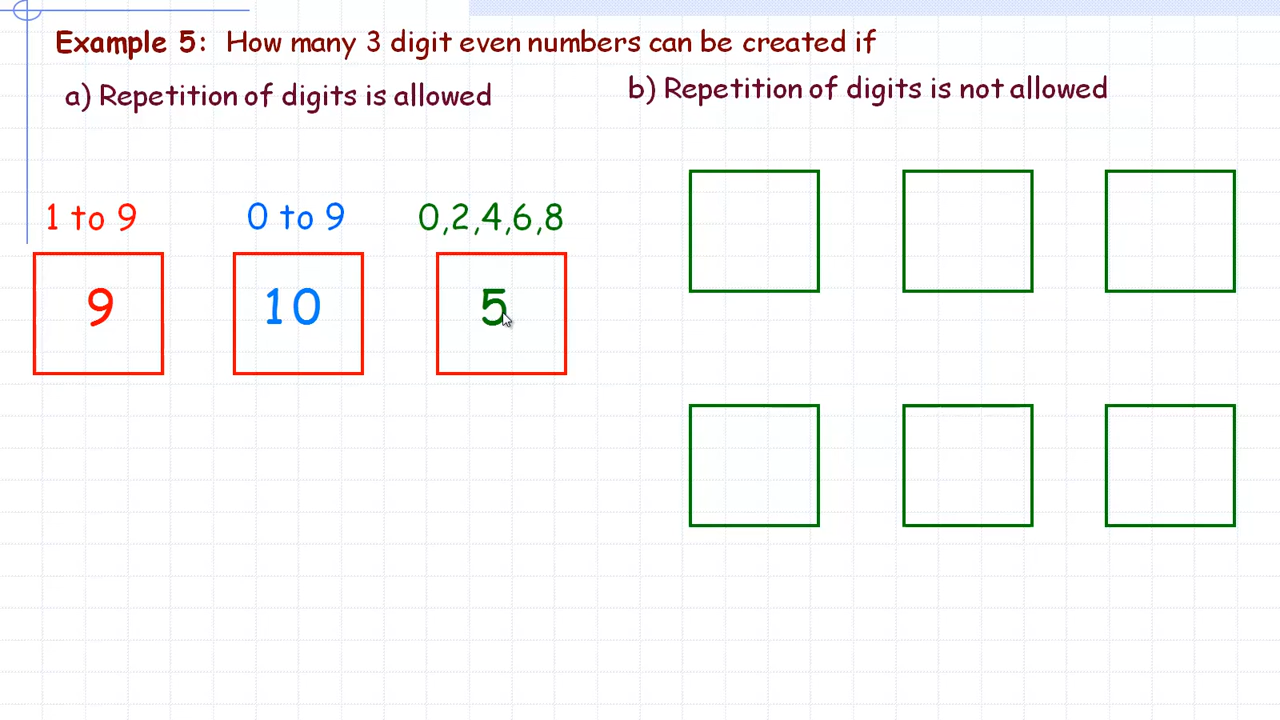 Example 5: How many 3 digit even numbers can be created if
a) Repetition of digits is allowed
b) Repetition of digits is not allowed
1 to 9
0 to 9
0,2,4,6,8
9
10
5